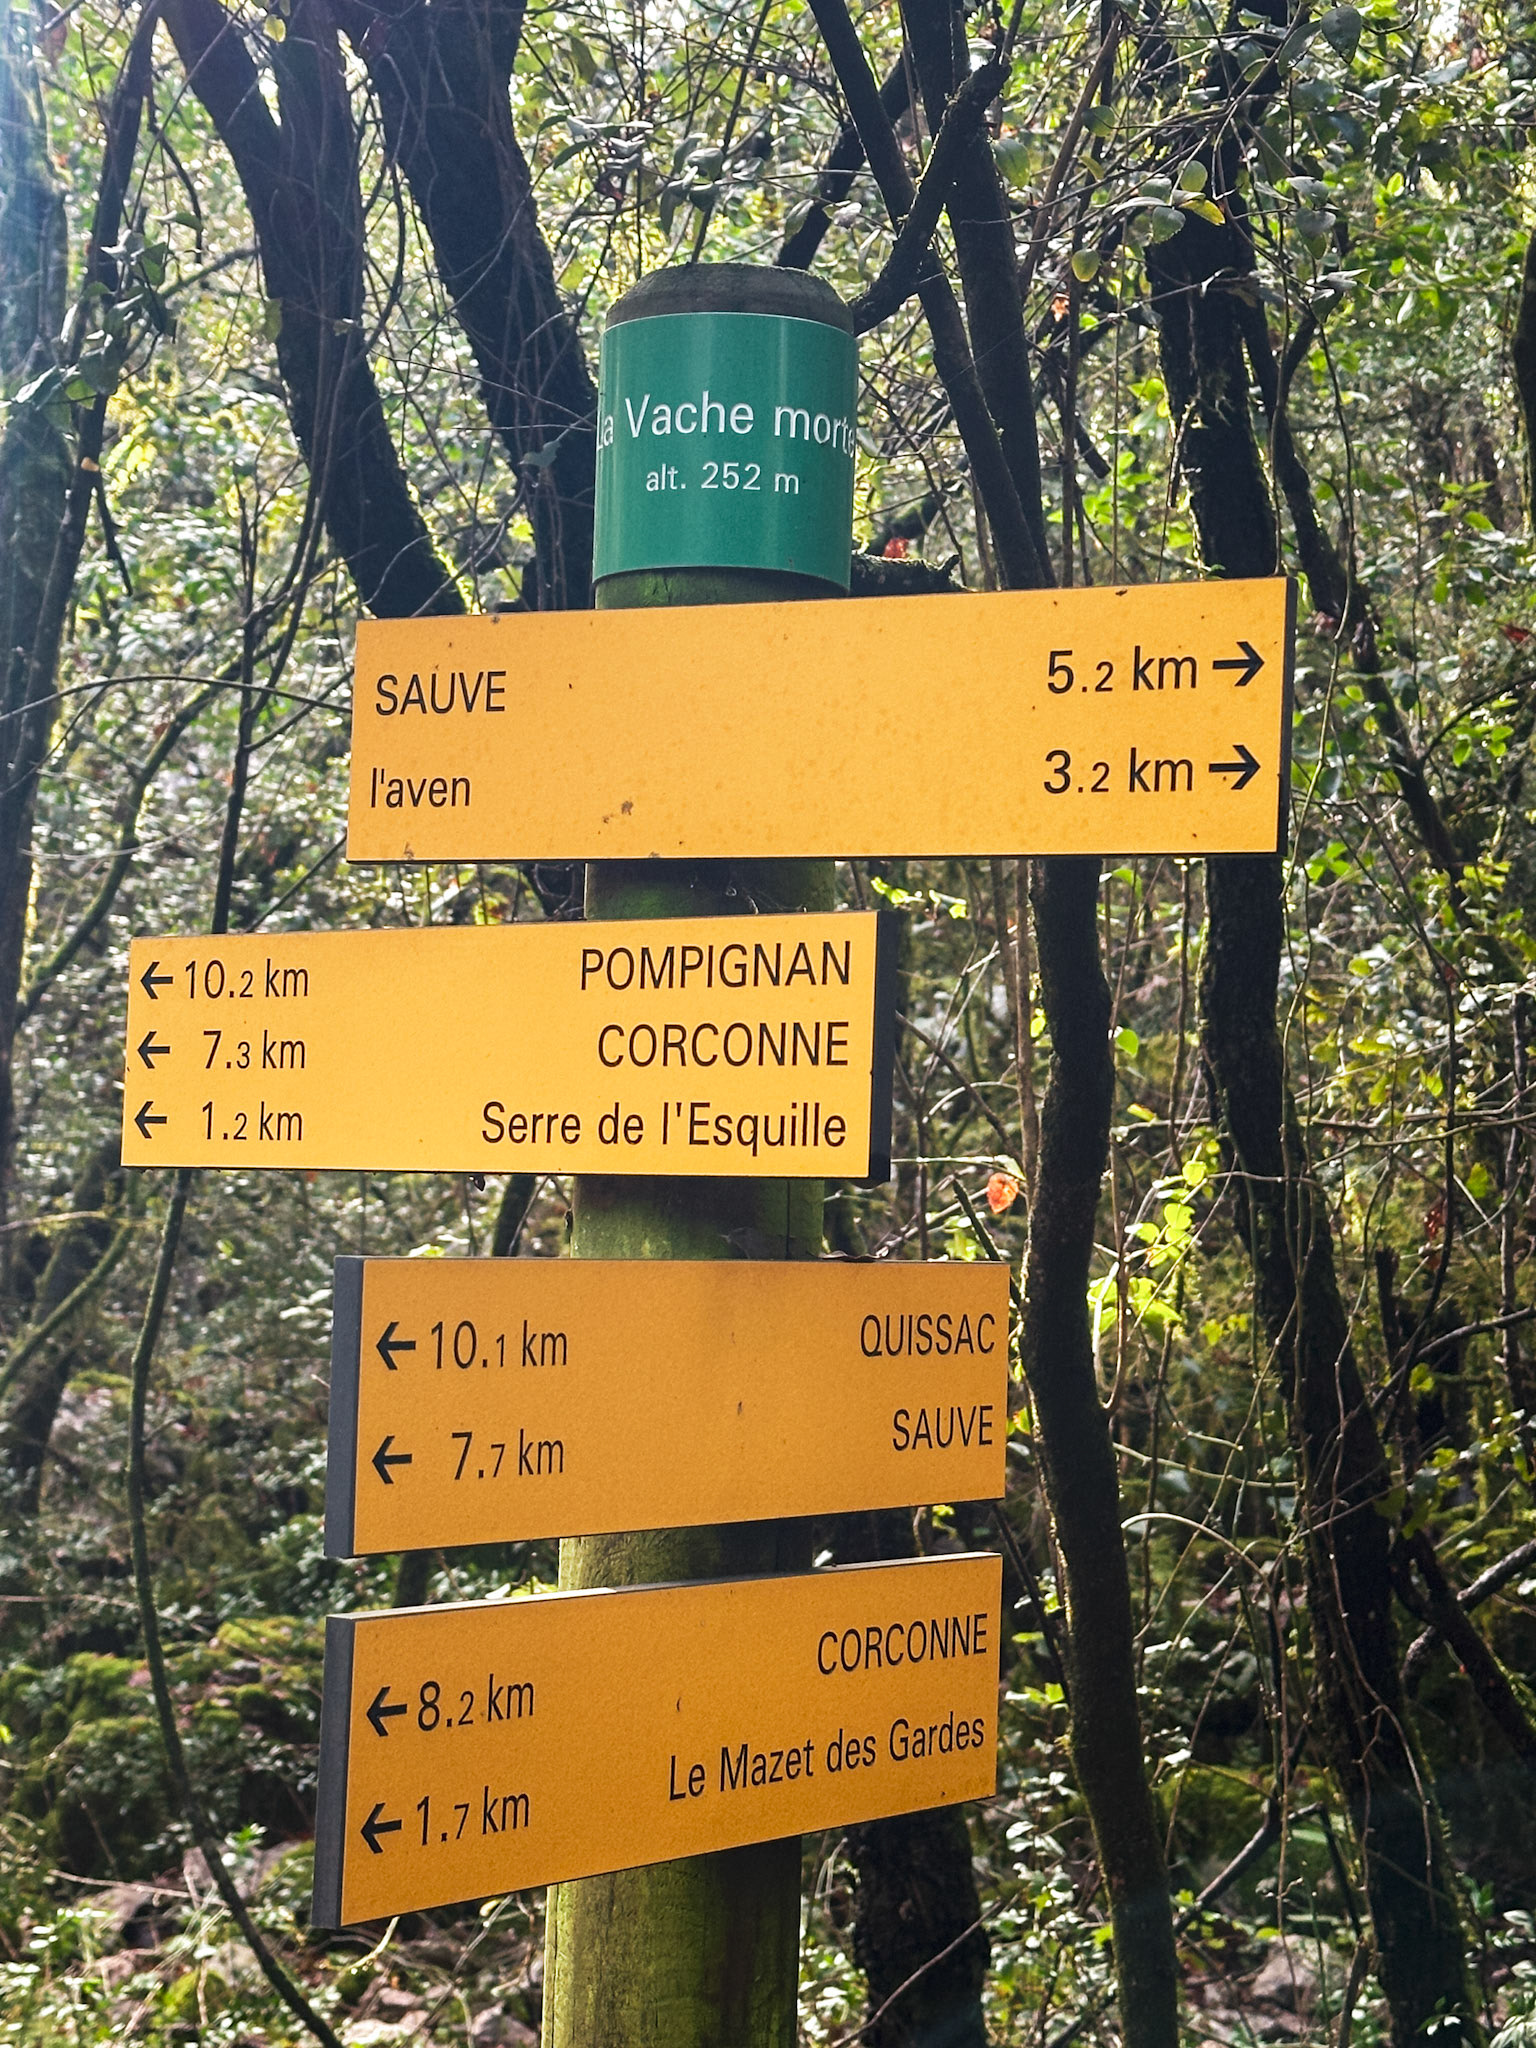 La Vache morte
alt. 252 m
SAUVE 5.2 km →
l'aven 3.2 km →
← 10.2 km POMPIGNAN
← 7.3 km CORCONNE
← 1.2 km Serre de l'Esquille
← 10.1 km QUISSAC
← 7.7 km SAUVE
← 8.2 km CORCONNE
← 1.7 km Le Mazet des Gardes